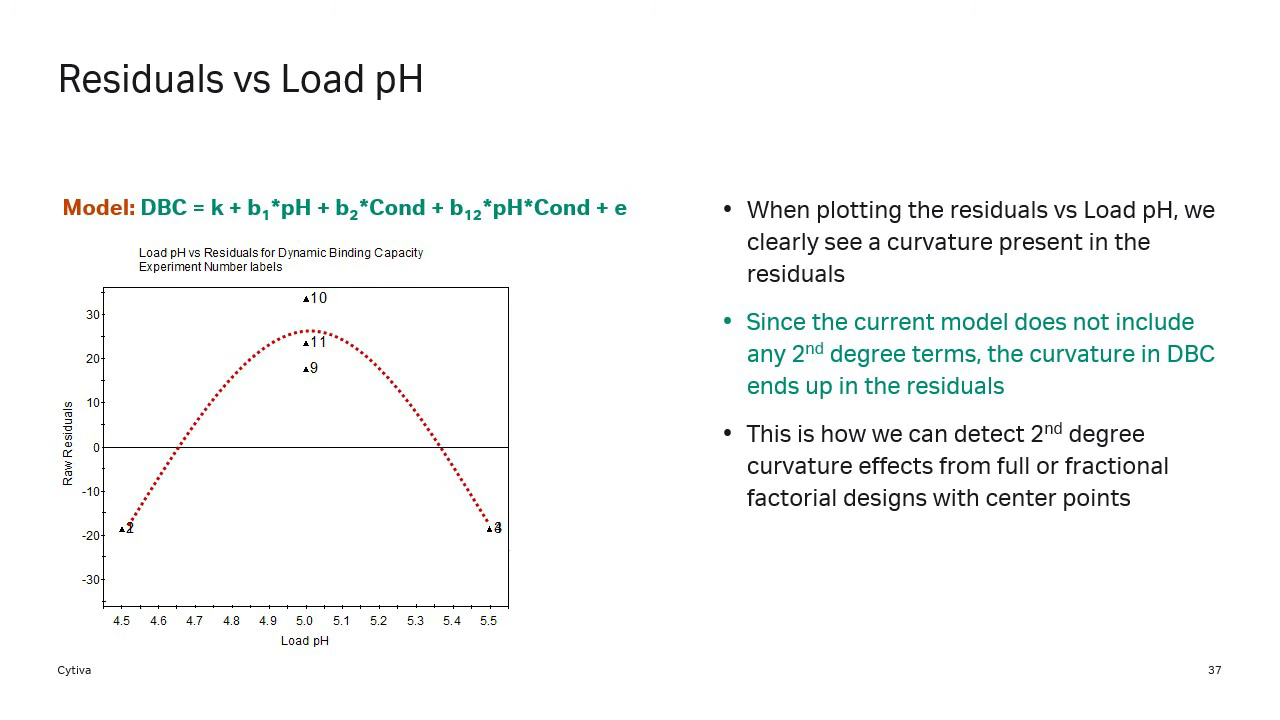 Residuals vs Load pH
Model: DBC = k + b1*pH + b2*Cond + b12*pH*Cond + e
Load pH vs Residuals for Dynamic Binding Capacity
Experiment Number labels
Raw Residuals
30
20
10
0
-10
-20
-30
10
11
9
4.5 4.6 4.7 4.8 4.9 5.0 5.1 5.2 5.3 5.4 5.5
Load pH
• When plotting the residuals vs Load pH, we
clearly see a curvature present in the
residuals
• Since the current model does not include
any 2nd degree terms, the curvature in DBC
ends up in the residuals
• This is how we can detect 2nd degree
curvature effects from full or fractional
factorial designs with center points
Cytiva
37